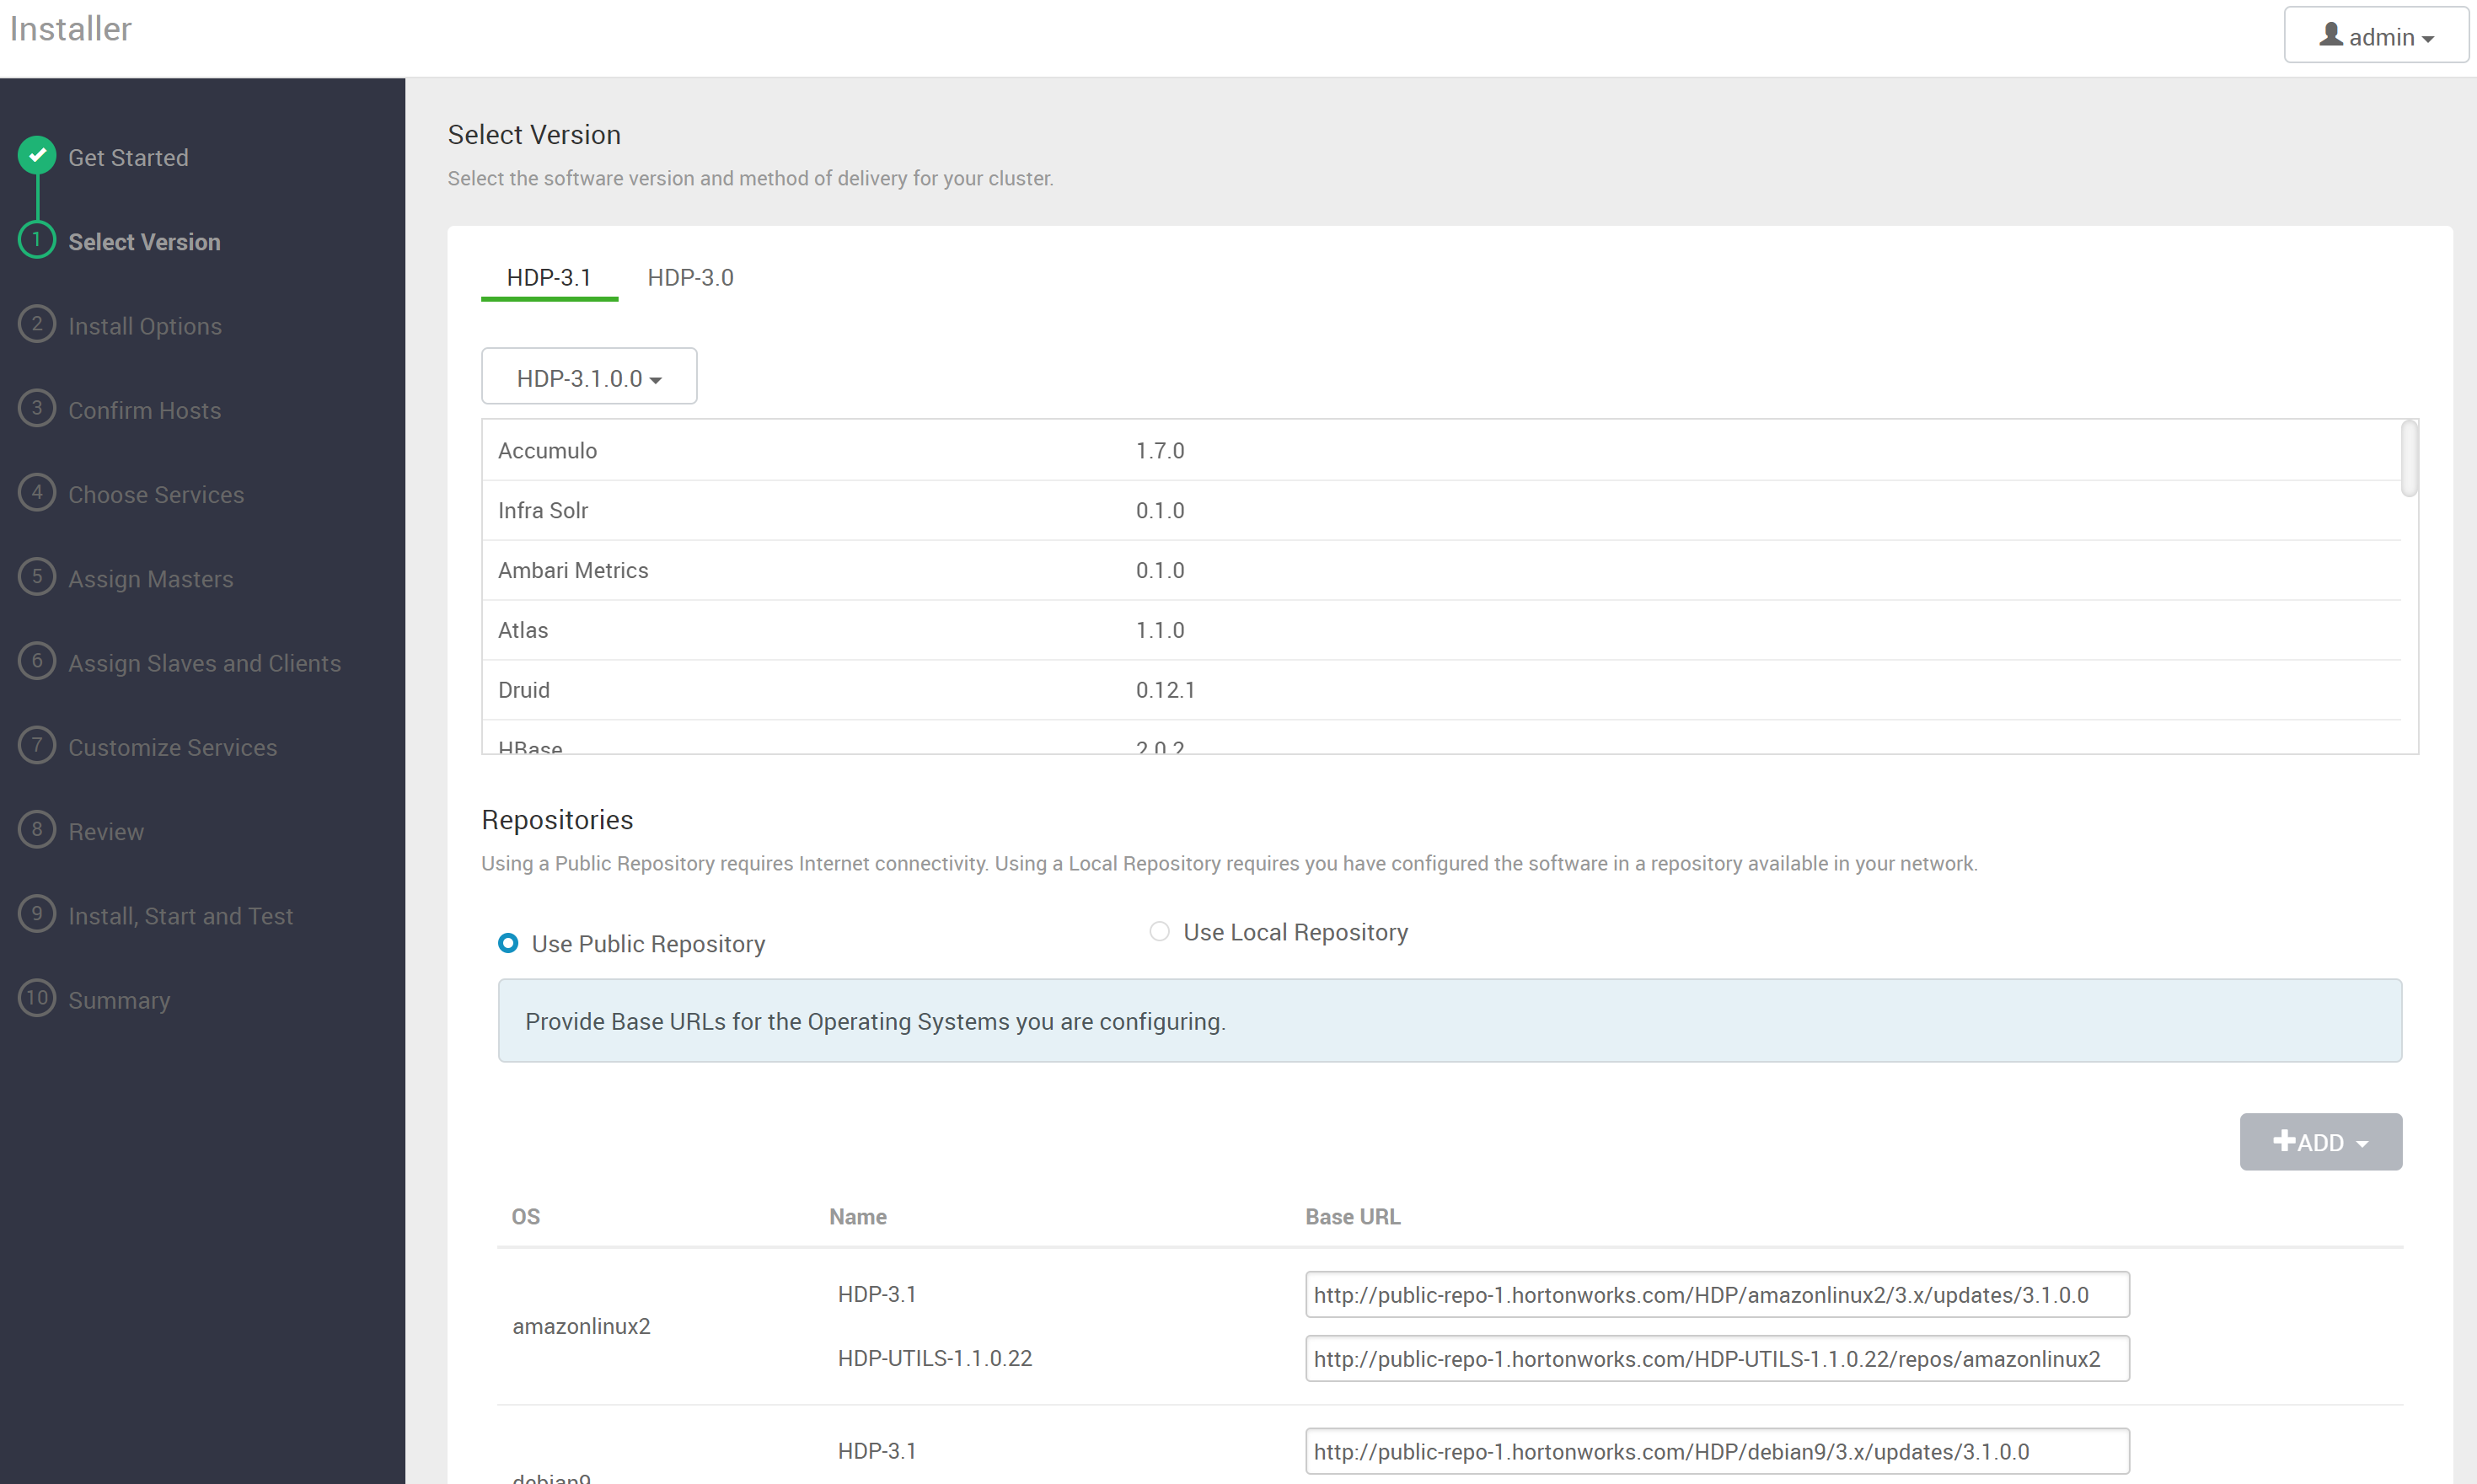 Installer
admin
Get Started
1 Select Version
2 Install Options
3 Confirm Hosts
4 Choose Services
5 Assign Masters
6 Assign Slaves and Clients
7 Customize Services
8 Review
9 Install, Start and Test
10 Summary
Select Version
Select the software version and method of delivery for your cluster.
HDP-3.1 HDP-3.0
HDP-3.1.0.0
Accumulo 1.7.0
Infra Solr 0.1.0
Ambari Metrics 0.1.0
Atlas 1.1.0
Druid 0.12.1
HBase 2.0.2
Repositories
Using a Public Repository requires Internet connectivity. Using a Local Repository requires you have configured the software in a repository available in your network.
Use Public Repository Use Local Repository
Provide Base URLs for the Operating Systems you are configuring.
ADD
OS Name Base URL
HDP-3.1 http://public-repo-1.hortonworks.com/HDP/amazonlinux2/3.x/updates/3.1.0.0
amazonlinux2
HDP-UTILS-1.1.0.22 http://public-repo-1.hortonworks.com/HDP-UTILS-1.1.0.22/repos/amazonlinux2
HDP-3.1 http://public-repo-1.hortonworks.com/HDP/debian9/3.x/updates/3.1.0.0
debian9